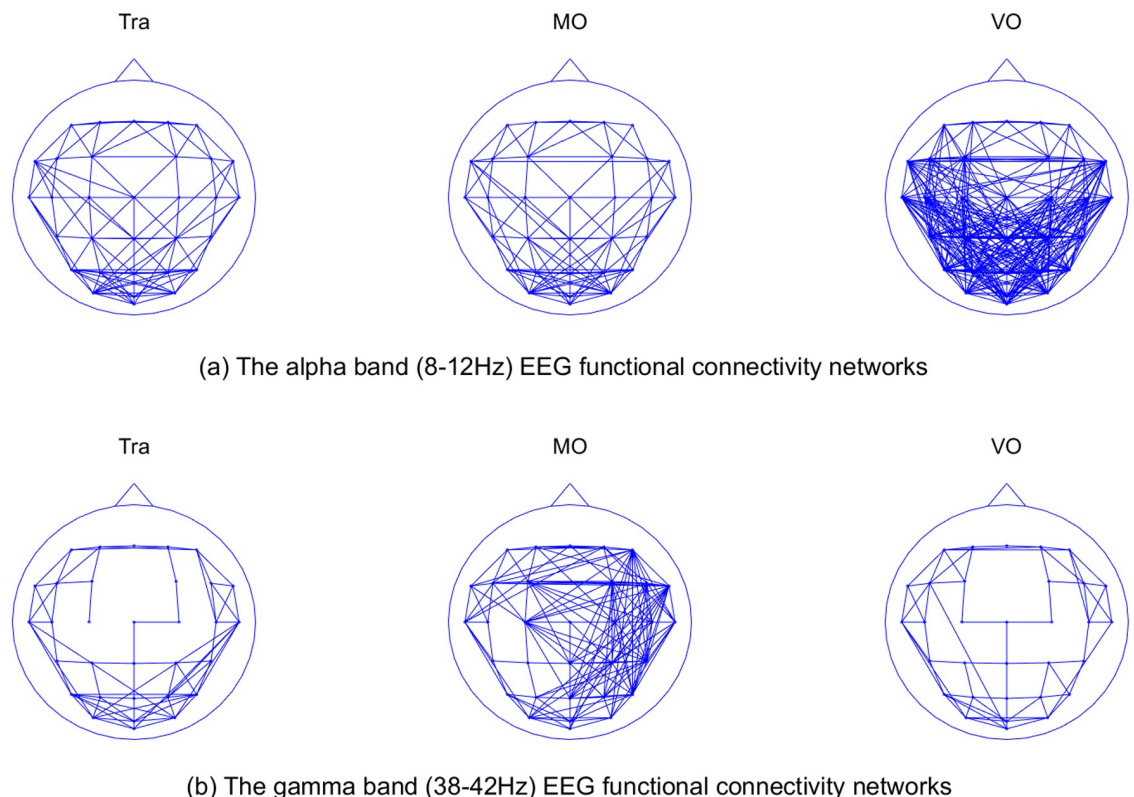 Tra MO VO
(a) The alpha band (8-12Hz) EEG functional connectivity networks
Tra MO VO
(b) The gamma band (38-42Hz) EEG functional connectivity networks